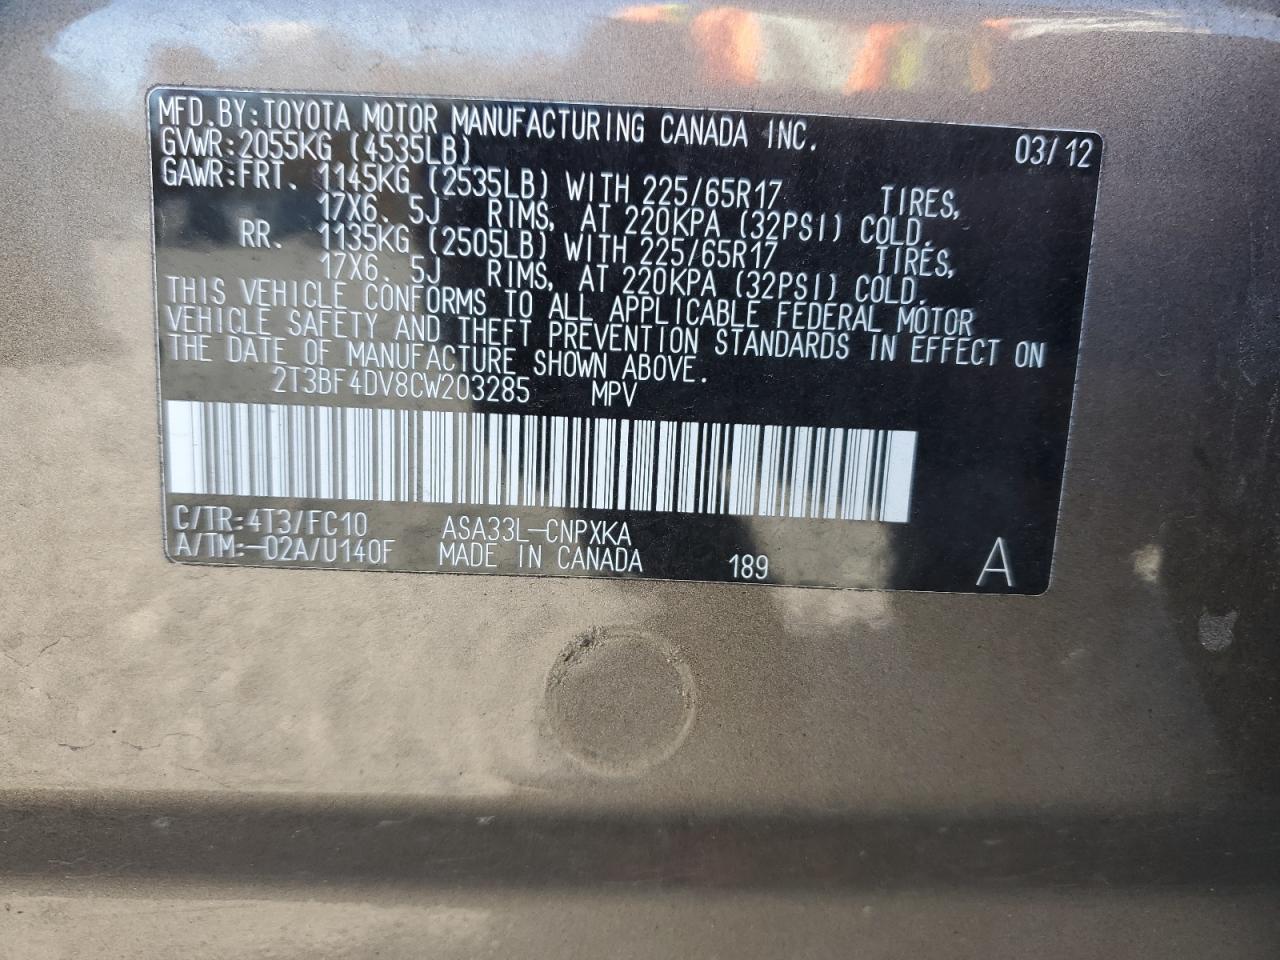 MFD.BY:TOYOTA MOTOR MANUFACTURING CANADA INC. 03/12
GVWR:2055KG (4535LB)
GAWR:FRT. 1145KG (2535LB) WITH 225/65R17 TIRES,
17X6.5J RIMS, AT 220KPA (32PSI) COLD.
RR. 1135KG (2505LB) WITH 225/65R17 TIRES,
17X6.5J RIMS, AT 220KPA (32PSI) COLD.
THIS VEHICLE CONFORMS TO ALL APPLICABLE FEDERAL MOTOR
VEHICLE SAFETY AND THEFT PREVENTION STANDARDS IN EFFECT ON
THE DATE OF MANUFACTURE SHOWN ABOVE.
2T3BF4DV8CW203285 MPV
C/TR:4T3/FC10 ASA33L-CNPXKA
A/TM:-02A/U140F MADE IN CANADA 189 A